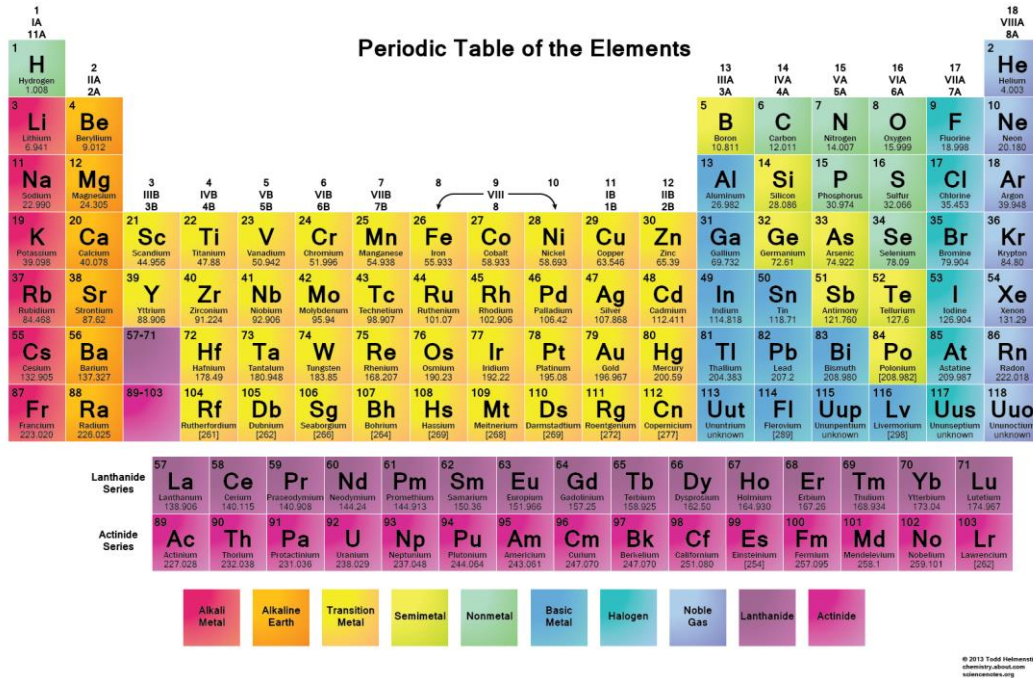 1 18
IA VIIIA
11A 8A
Periodic Table of the Elements
1 2
H He
Hydrogen Helium
1.008 4.003
2 13 14 15 16 17
IIA IIIA IVA VA VIA VIIA
2A 3A 4A 5A 6A 7A
3 4 5 6 7 8 9 10
Li Be B C N O F Ne
Lithium Beryllium Boron Carbon Nitrogen Oxygen Fluorine Neon
6.941 9.012 10.811 12.011 14.007 15.999 18.998 20.180
11 12 13 14 15 16 17 18
Na Mg Al Si P S Cl Ar
Sodium Magnesium Aluminum Silicon Phosphorus Sulfur Chlorine Argon
22.990 24.305 26.982 28.086 30.974 32.066 35.453 39.948
3 4 5 6 7 8 9 10 11 12
IIIB IVB VB VIB VIIB VIII IB IIB
3B 4B 5B 6B 7B 8 1B 2B
19 20 21 22 23 24 25 26 27 28 29 30 31 32 33 34 35 36
K Ca Sc Ti V Cr Mn Fe Co Ni Cu Zn Ga Ge As Se Br Kr
Potassium Calcium Scandium Titanium Vanadium Chromium Manganese Iron Cobalt Nickel Copper Zinc Gallium Germanium Arsenic Selenium Bromine Krypton
39.098 40.078 44.956 47.88 50.942 51.996 54.938 55.933 58.933 58.693 63.546 65.39 69.732 72.61 74.922 78.09 79.904 84.80
37 38 39 40 41 42 43 44 45 46 47 48 49 50 51 52 53 54
Rb Sr Y Zr Nb Mo Tc Ru Rh Pd Ag Cd In Sn Sb Te I Xe
Rubidium Strontium Yttrium Zirconium Niobium Molybdenum Technetium Ruthenium Rhodium Palladium Silver Cadmium Indium Tin Antimony Tellurium Iodine Xenon
84.468 87.62 88.906 91.224 92.906 95.94 98.907 101.07 102.906 106.42 107.868 112.411 114.818 118.71 121.760 127.6 126.904 131.29
55 56 57-71 72 73 74 75 76 77 78 79 80 81 82 83 84 85 86
Cs Ba Hf Ta W Re Os Ir Pt Au Hg Tl Pb Bi Po At Rn
Cesium Barium Hafnium Tantalum Tungsten Rhenium Osmium Iridium Platinum Gold Mercury Thallium Lead Bismuth Polonium Astatine Radon
132.905 137.327 178.49 180.948 183.85 168.207 190.23 192.22 195.08 196.967 200.59 204.383 207.2 208.980 [208.982] 209.987 222.018
87 88 89-103 104 105 106 107 108 109 110 111 112 113 114 115 116 117 118
Fr Ra Rf Db Sg Bh Hs Mt Ds Rg Cn Uut Fl Uup Lv Uus Uuo
Francium Radium Rutherfordium Dubnium Seaborgium Bohrium Hassium Meitnerium Darmstadtium Roentgenium Copernicium Ununtrium Flerovium Ununpentium Livermorium Ununseptium Ununoctium
223.020 226.025 [261] [262] [266] [264] [269] [268] [269] [272] [277] unknown [289] unknown [298] unknown unknown
Lanthanide
Series
57 58 59 60 61 62 63 64 65 66 67 68 69 70 71
La Ce Pr Nd Pm Sm Eu Gd Tb Dy Ho Er Tm Yb Lu
Lanthanum Cerium Praseodymium Neodymium Promethium Samarium Europium Gadolinium Terbium Dysprosium Holmium Erbium Thulium Ytterbium Lutetium
138.906 140.115 140.908 144.24 144.913 150.36 151.966 157.25 158.925 162.50 164.930 167.26 168.934 173.04 174.967
Actinide
Series
89 90 91 92 93 94 95 96 97 98 99 100 101 102 103
Ac Th Pa U Np Pu Am Cm Bk Cf Es Fm Md No Lr
Actinium Thorium Protactinium Uranium Neptunium Plutonium Americium Curium Berkelium Californium Einsteinium Fermium Mendelevium Nobelium Lawrencium
227.028 232.038 231.036 238.029 237.048 244.064 243.061 247.070 247.070 251.080 [254] 257.095 258.1 259.101 [262]
Alkali Metal
Alkaline Earth
Transition Metal
Semimetal
Nonmetal
Basic Metal
Halogen
Noble Gas
Lanthanide
Actinide
© 2013 Todd
chemistry.about.com
sciencenotes.org